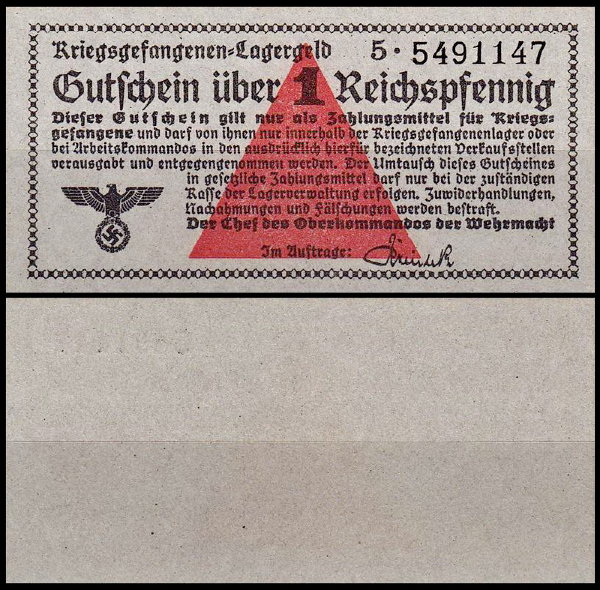 Kriegsgefangenen-Lagergeld 5 · 5491147
Gutschein über 1 Reichspfennig
Dieser Gutschein gilt nur als Zahlungsmittel für Kriegs-
gefangene und darf von ihnen nur innerhalb der Kriegsgefangenenlager oder
bei Arbeitskommandos in den ausdrücklich hierfür bezeichneten Verkaufsstellen
verausgabt und entgegengenommen werden. Der Umtausch dieses Gutscheines
in gesetzliche Zahlungsmittel darf nur bei der zuständigen
Kasse der Lagerverwaltung erfolgen. Zuwiderhandlungen,
Nachahmungen und Fälschungen werden bestraft.
Der Chef des Oberkommandos der Wehrmacht
Im Auftrage: